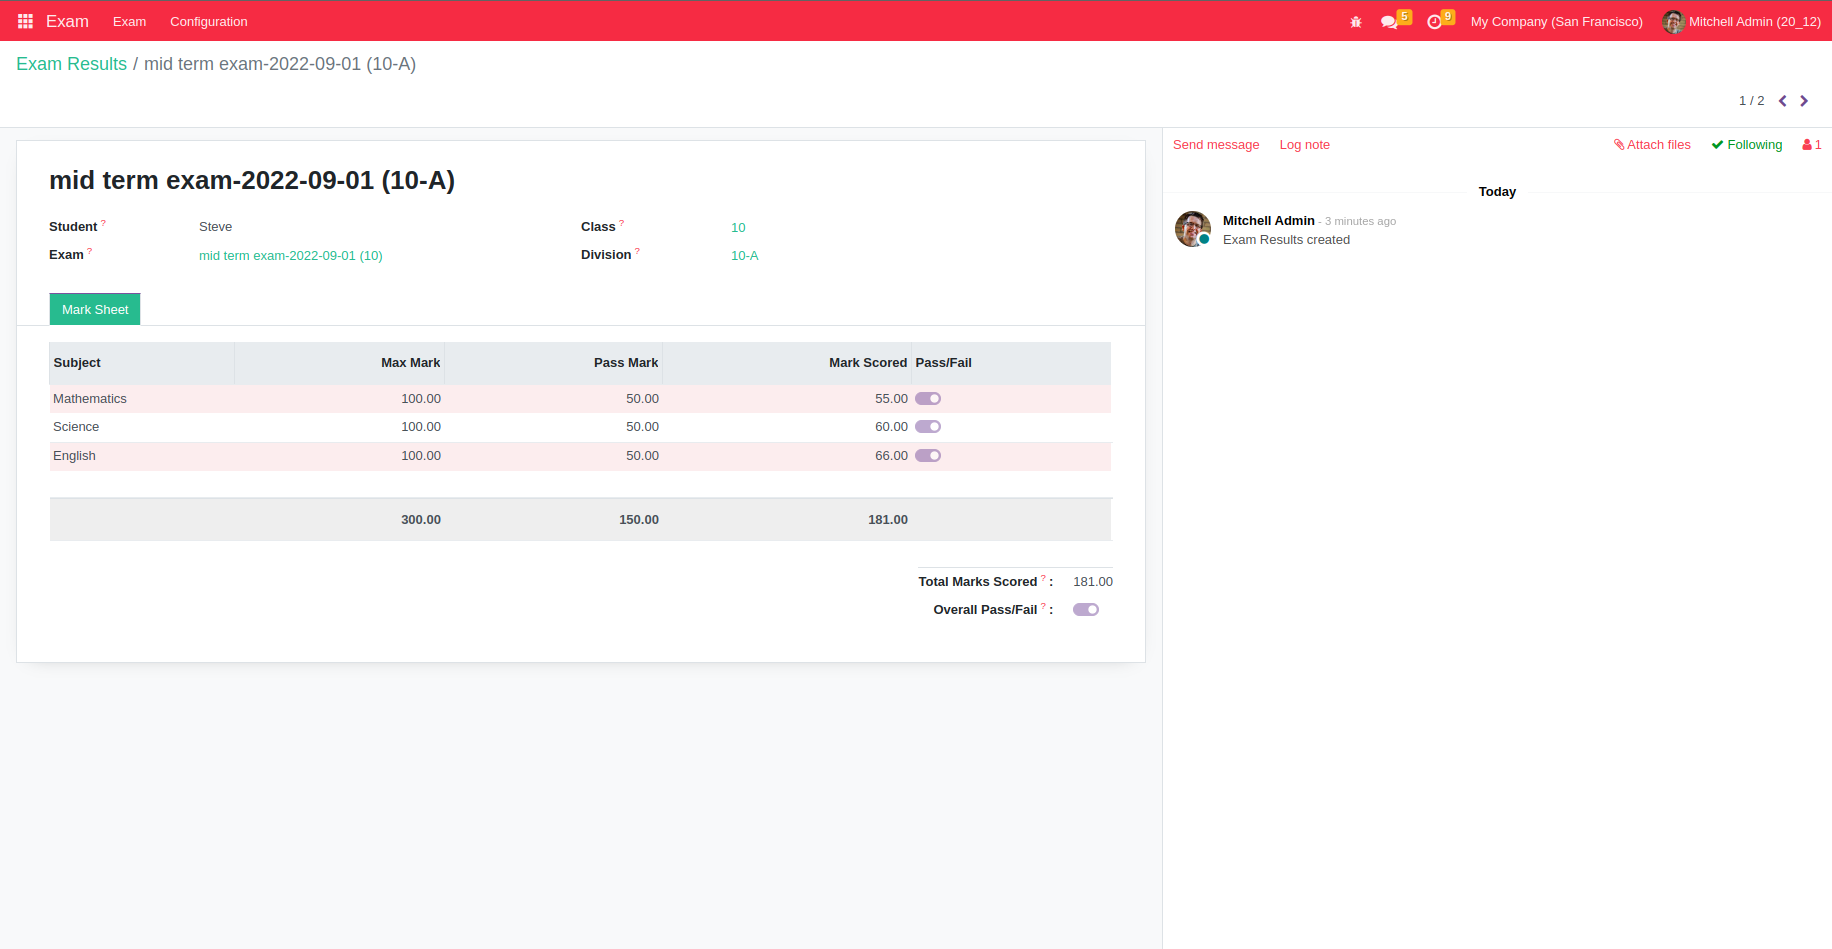 Exam Exam Configuration 5 9 My Company (San Francisco) Mitchell Admin (20_12)
Exam Results / mid term exam-2022-09-01 (10-A)
1 / 2
Send message Log note Attach files Following 1
mid term exam-2022-09-01 (10-A)
Student ? Steve Class ? 10
Exam ? mid term exam-2022-09-01 (10) Division ? 10-A
Mark Sheet
Subject Max Mark Pass Mark Mark Scored Pass/Fail
Mathematics 100.00 50.00 55.00
Science 100.00 50.00 60.00
English 100.00 50.00 66.00
300.00 150.00 181.00
Total Marks Scored ? : 181.00
Overall Pass/Fail ? :
Today
Mitchell Admin - 3 minutes ago
Exam Results created